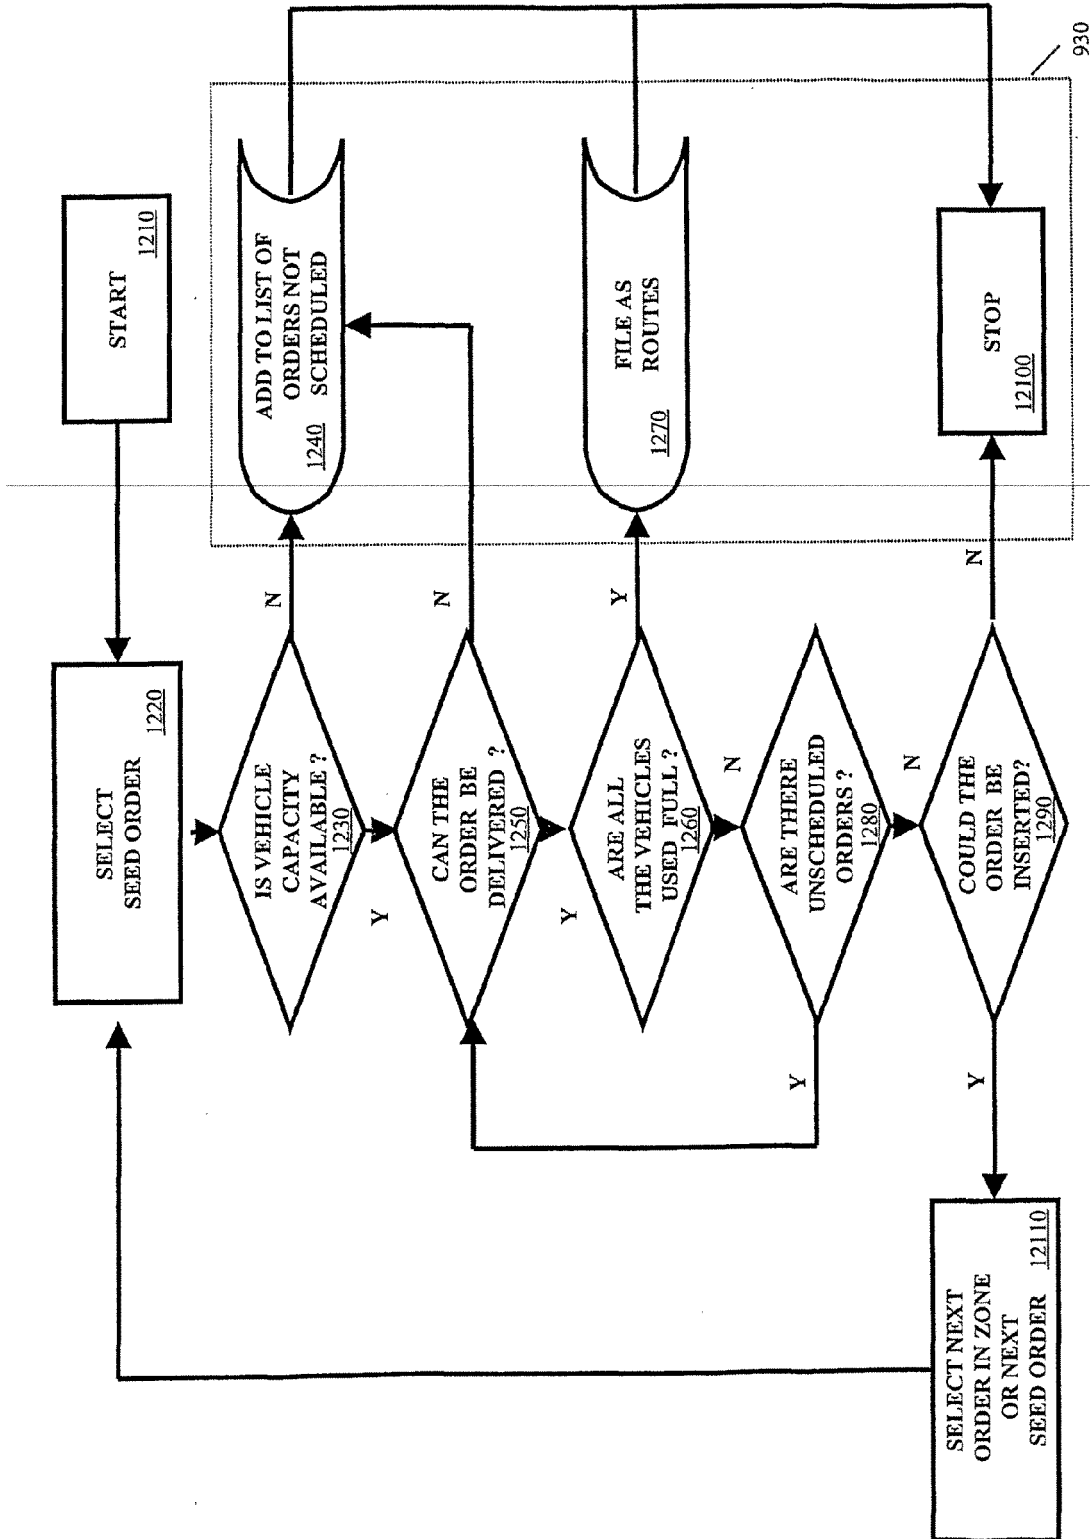 START
1210
SELECT
SEED ORDER
1220
IS VEHICLE
CAPACITY
AVAILABLE ?
1230
N
ADD TO LIST OF
ORDERS NOT
SCHEDULED
1240
Y
CAN THE
ORDER BE
DELIVERED ?
1250
N
Y
ARE ALL
THE VEHICLES
USED FULL ?
1260
Y
FILE AS
ROUTES
1270
N
ARE THERE
UNSCHEDULED
ORDERS ?
1280
Y
N
COULD THE
ORDER BE
INSERTED?
1290
N
STOP
12100
Y
SELECT NEXT
ORDER IN ZONE
OR NEXT
SEED ORDER
12110
930